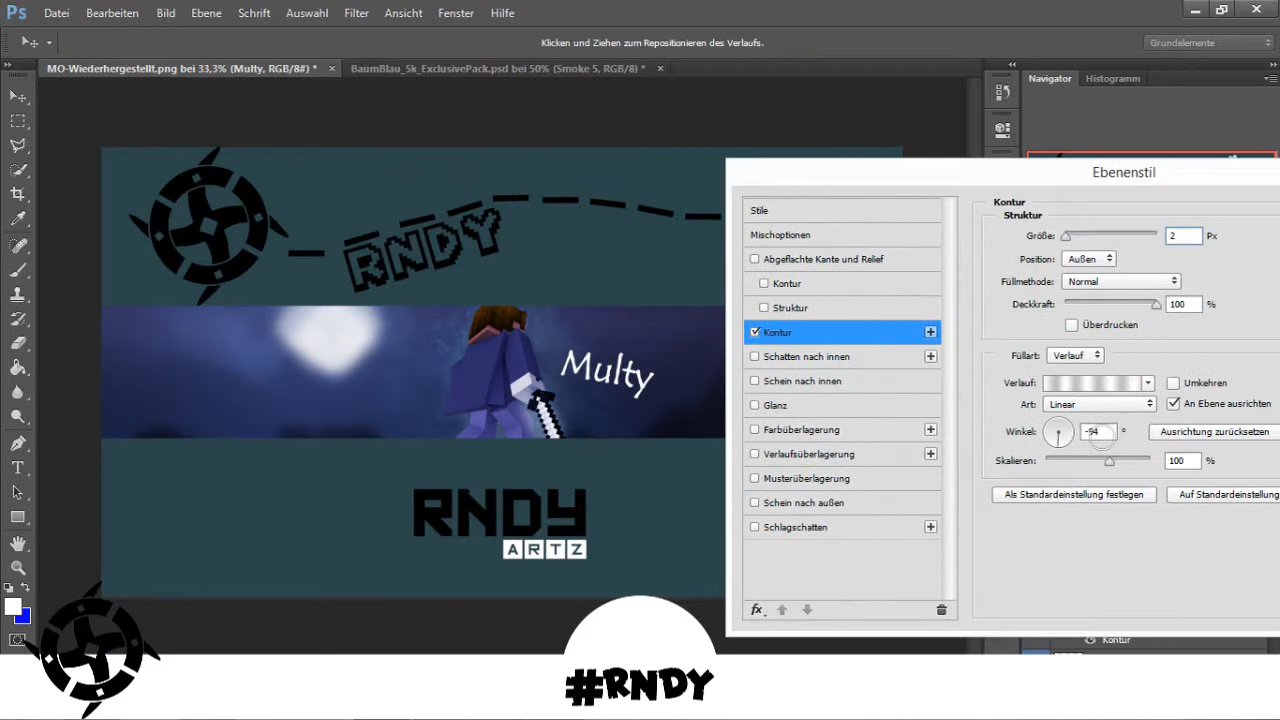 Ps Datei Bearbeiten Bild Ebene Schrift Auswahl Filter Ansicht Fenster Hilfe
Klicken und Ziehen zum Repositionieren des Verlaufs.
Grundelemente
MO-Wiederhergestellt.png bei 33,3% (Multy, RGB/8#) *
BaumBlau_5k_ExclusivePack.psd bei 50% (Smoke 5, RGB/8) *
Navigator Histogramm
RNDY
Multy
RNDY
ARTZ
#RNDY
Ebenenstil
Stile
Mischoptionen
Abgeflachte Kante und Relief
Kontur
Struktur
Kontur
Schatten nach innen
Schein nach innen
Glanz
Farbüberlagerung
Verlaufsüberlagerung
Musterüberlagerung
Schein nach außen
Schlagschatten
fx
Kontur
Struktur
Größe: 2 Px
Position: Außen
Füllmethode: Normal
Deckkraft: 100 %
Überdrucken
Füllart: Verlauf
Verlauf: Umkehren
Art: Linear An Ebene ausrichten
Winkel: -94 ° Ausrichtung zurücksetzen
Skalieren: 100 %
Als Standardeinstellung festlegen Auf Standardeinstellung
Kontur